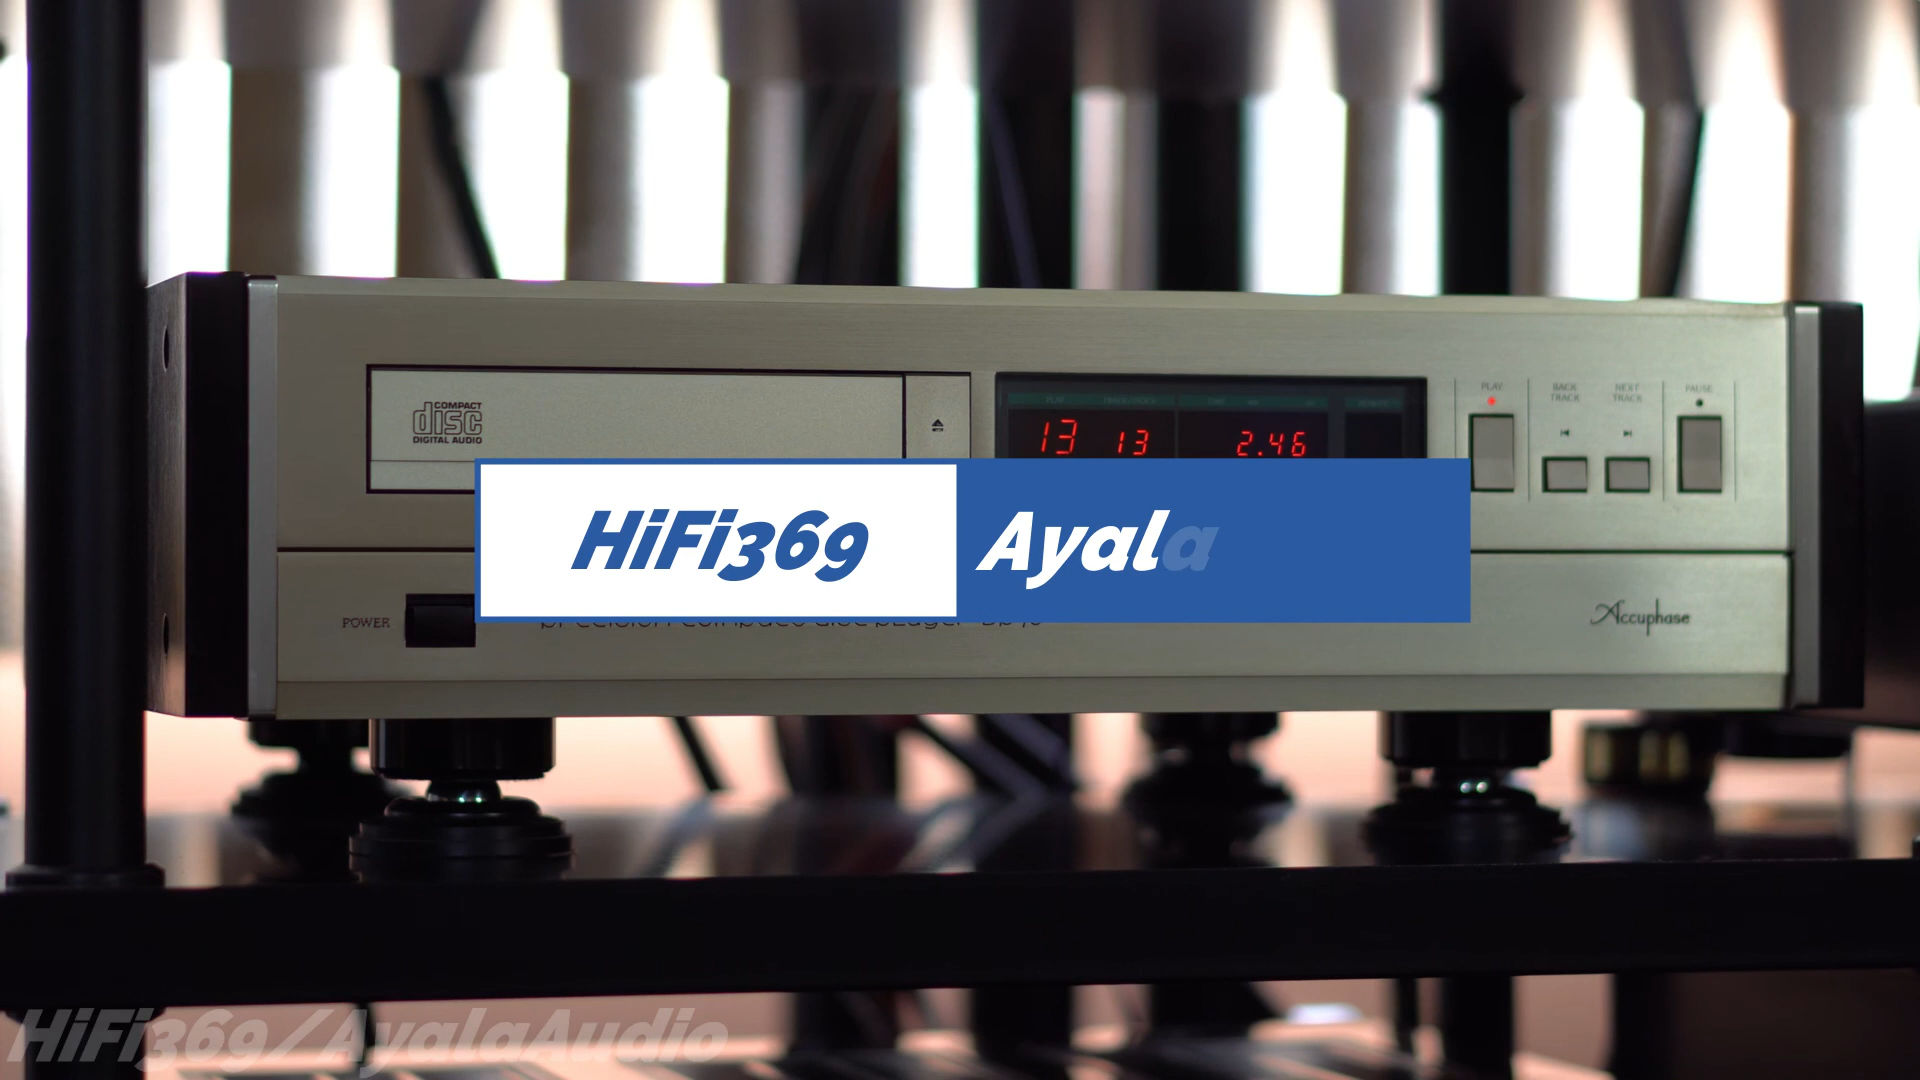 COMPACT
disc
DIGITAL AUDIO
PLAY
13 13 2.46
PLAY
BACK TRACK
NEXT TRACK
PAUSE
HiFi369 Ayala
POWER
Accuphase
HiFi369/AyalaAudio